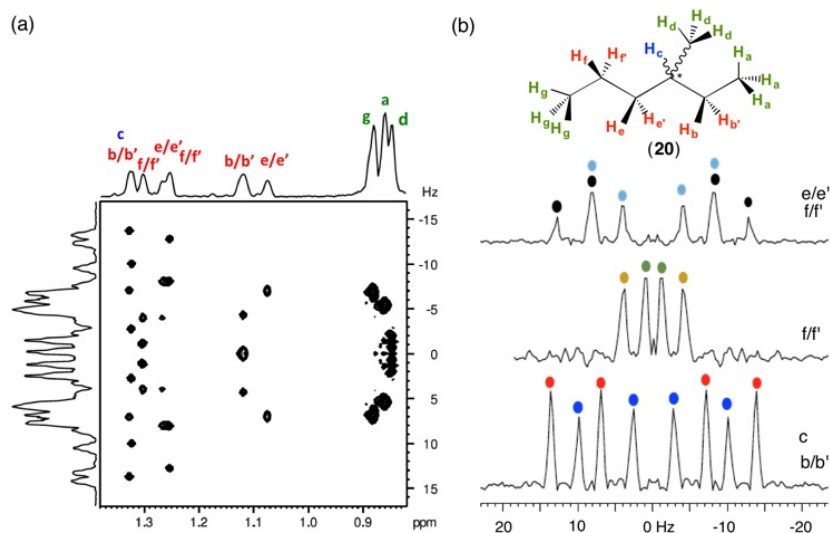 (a)
c
b/b'
f/f'
e/e'
f/f'
b/b'
e/e'
g
a
d
Hz
-15
-10
-5
0
5
10
15
1.3
1.2
1.1
1.0
0.9
ppm
(b)
Hd
Hd
Hd
Hc
Hf
Hf'
Ha
Ha
Ha
*
Hg
Hg
Hg
He
He'
Hb
Hb'
(20)
e/e'
f/f'
f/f'
c
b/b'
20
10
0 Hz
-10
-20